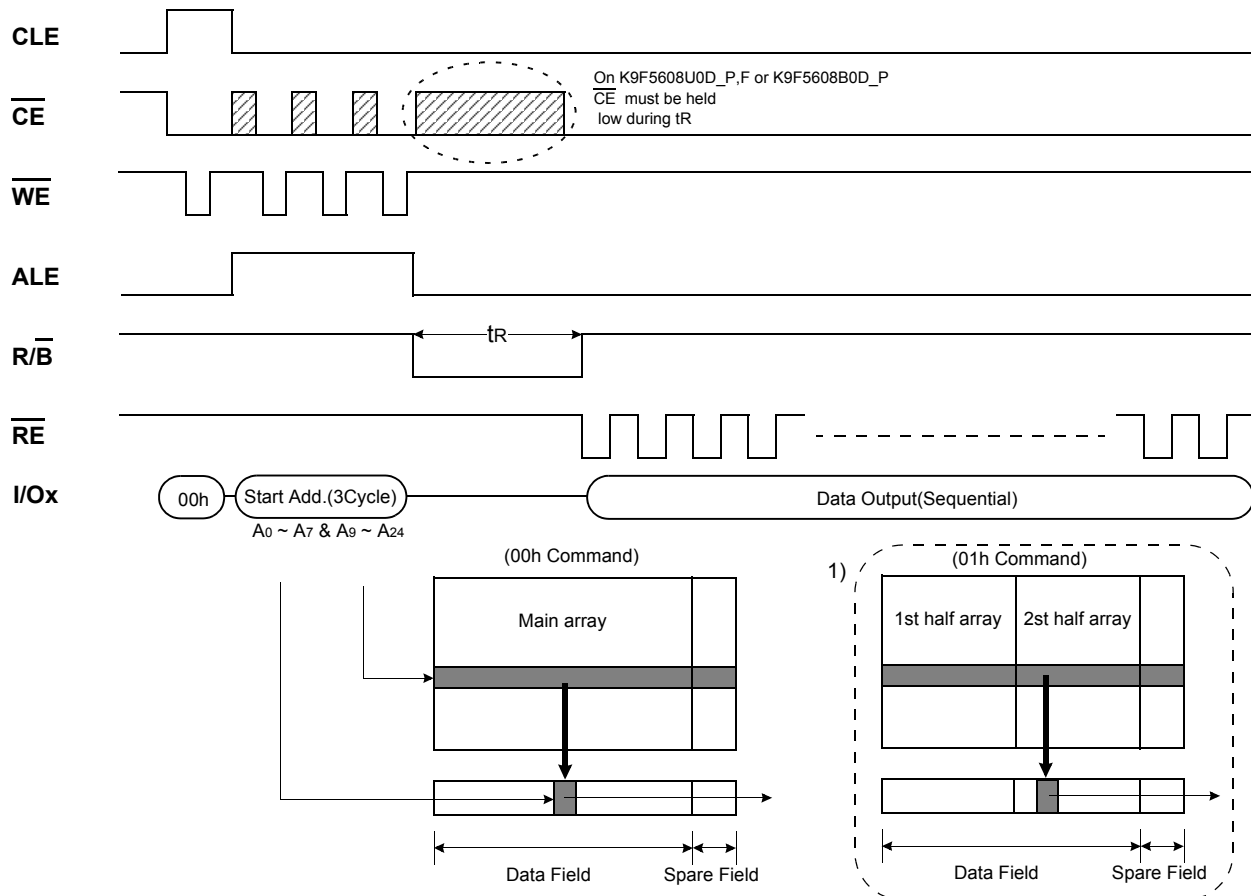 CLE
CE
On K9F5608U0D_P,F or K9F5608B0D_P
CE must be held
low during tR
WE
ALE
R/B
tR
RE
I/Ox
00h
Start Add.(3Cycle)
Data Output(Sequential)
A0 ~ A7 & A9 ~ A24
(00h Command)
Main array
Data Field
Spare Field
1)
(01h Command)
1st half array
2st half array
Data Field
Spare Field